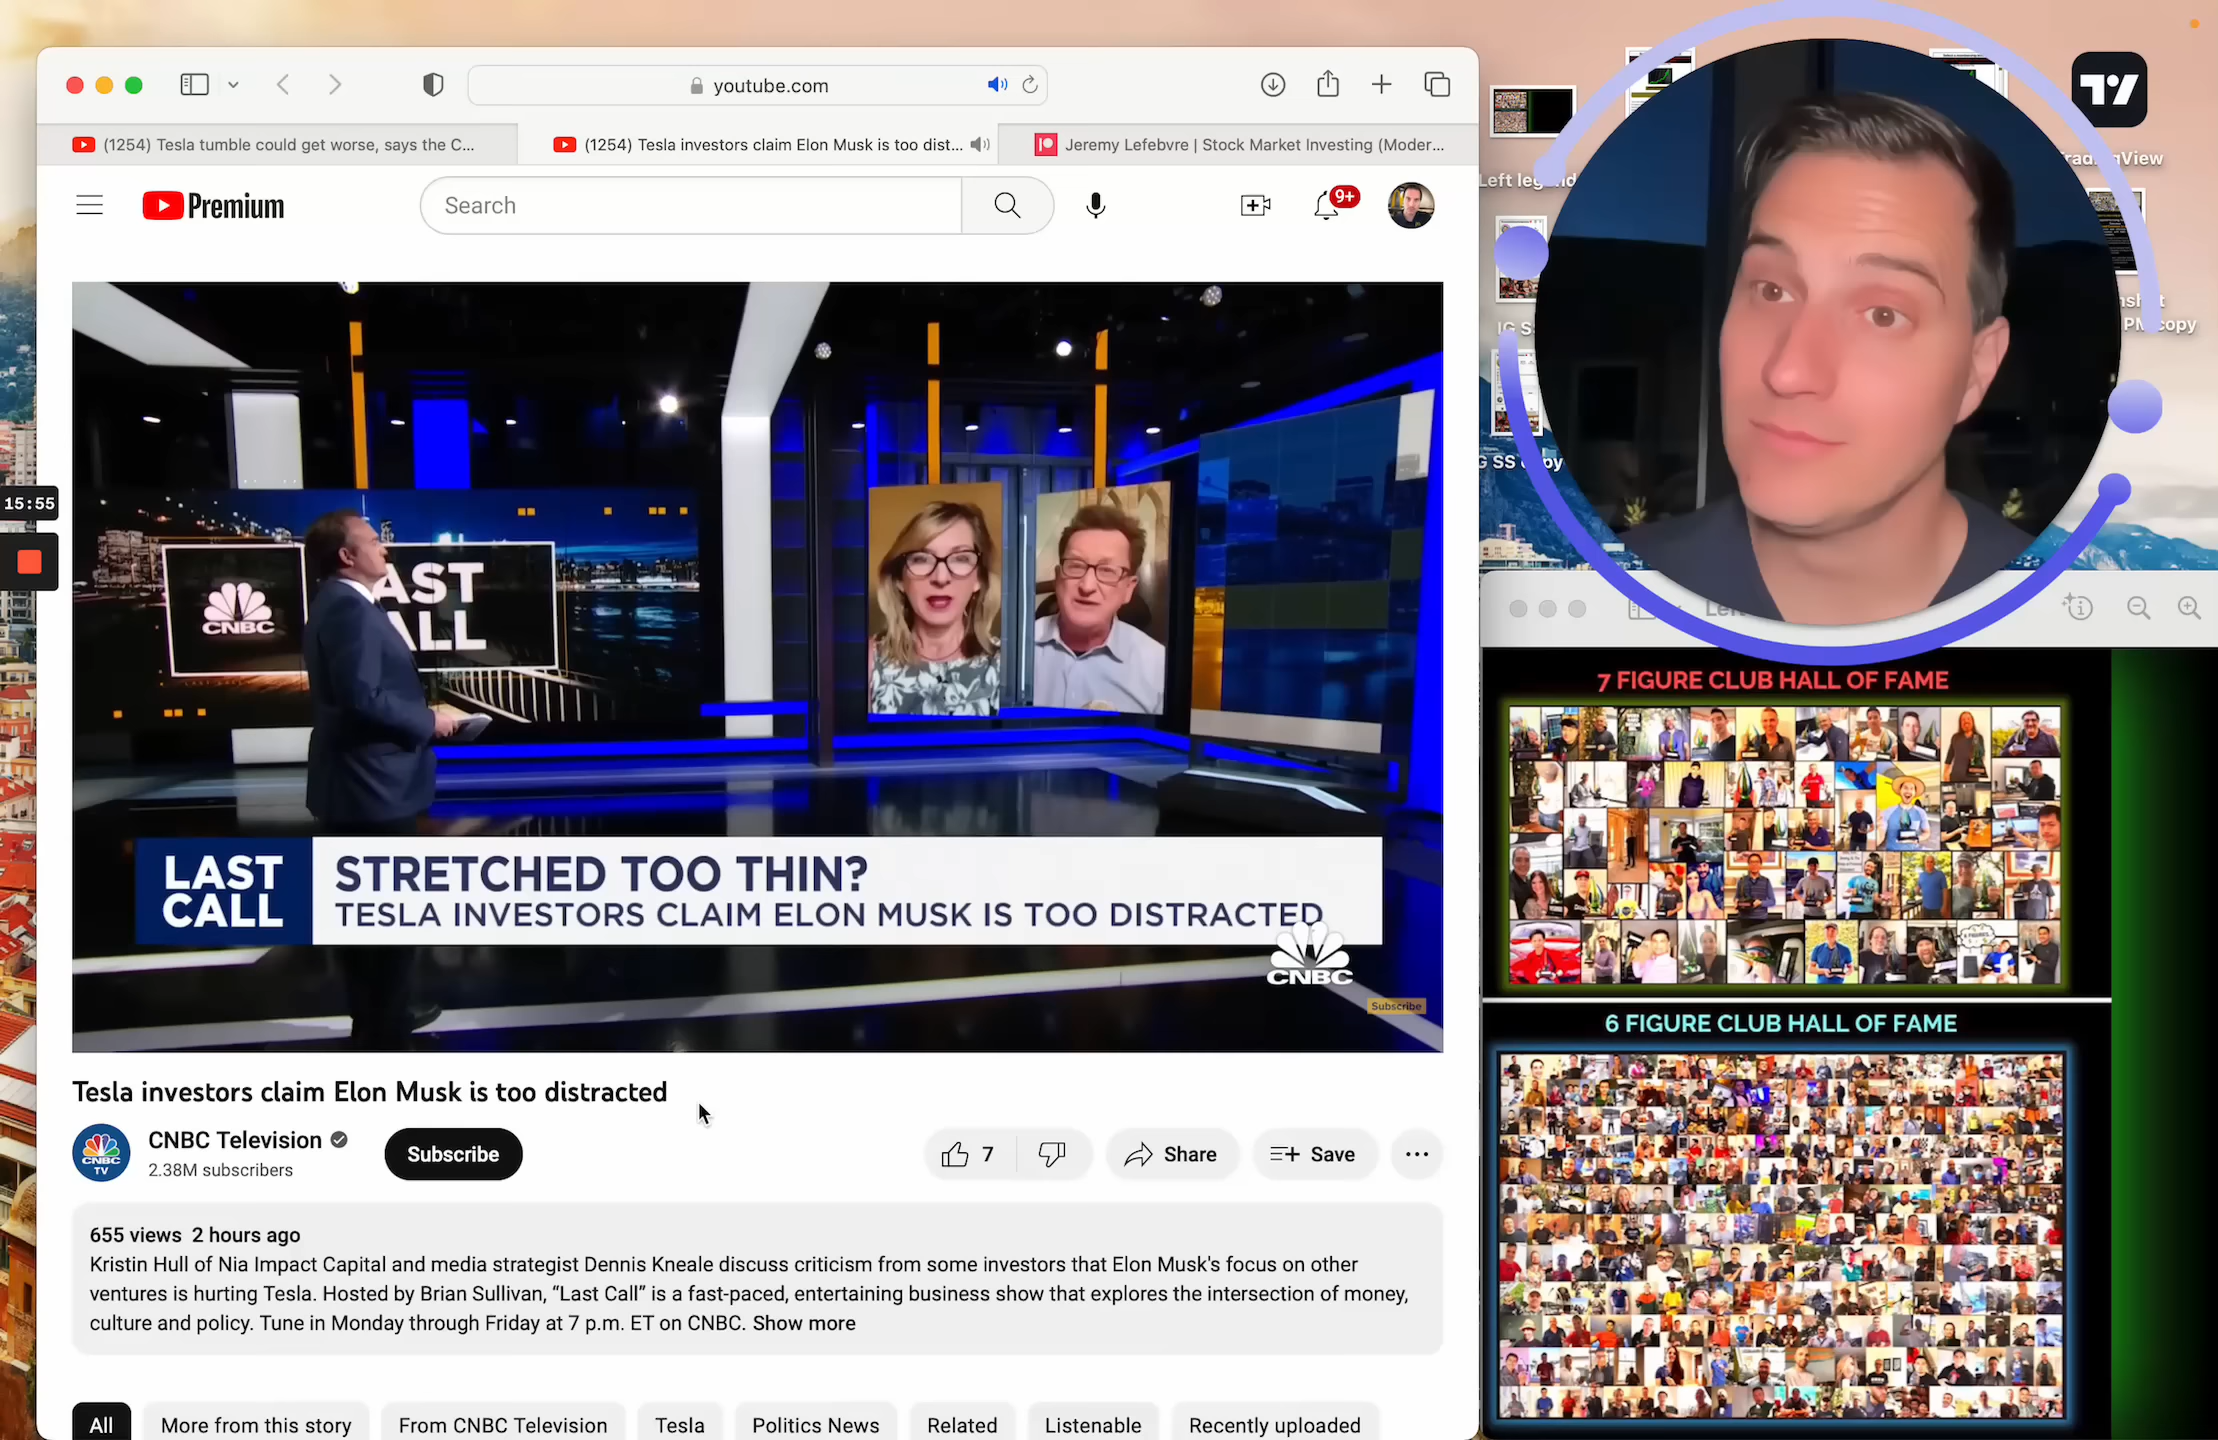 youtube.com
(1254) Tesla tumble could get worse, says the C...
(1254) Tesla investors claim Elon Musk is too dist...
Jeremy Lefebvre | Stock Market Investing (Moder...
Premium
Search
9+
TradingView
Left legend
15:55
CNBC
LAST
CALL
LAST
CALL
STRETCHED TOO THIN?
TESLA INVESTORS CLAIM ELON MUSK IS TOO DISTRACTED
CNBC
Subscribe
Tesla investors claim Elon Musk is too distracted
CNBC
TV
CNBC Television
2.38M subscribers
Subscribe
7
Share
Save
655 views 2 hours ago
Kristin Hull of Nia Impact Capital and media strategist Dennis Kneale discuss criticism from some investors that Elon Musk's focus on other
ventures is hurting Tesla. Hosted by Brian Sullivan, “Last Call” is a fast-paced, entertaining business show that explores the intersection of money,
culture and policy. Tune in Monday through Friday at 7 p.m. ET on CNBC. Show more
All
More from this story
From CNBC Television
Tesla
Politics News
Related
Listenable
Recently uploaded
7 FIGURE CLUB HALL OF FAME
6 FIGURE CLUB HALL OF FAME